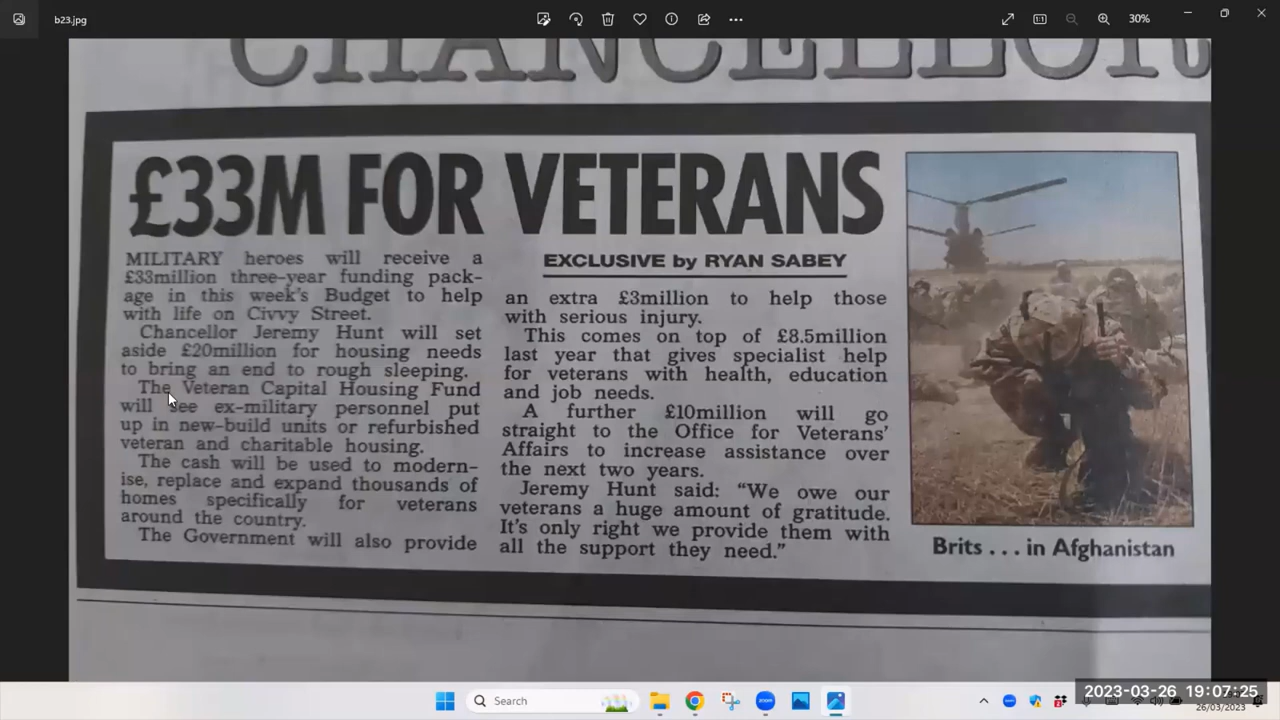 b23.jpg
30%
CHANCELLOR
£33M FOR VETERANS
MILITARY heroes will receive a
£33million three-year funding pack-
age in this week's Budget to help
with life on Civvy Street.
Chancellor Jeremy Hunt will set
aside £20million for housing needs
to bring an end to rough sleeping.
The Veteran Capital Housing Fund
will see ex-military personnel put
up in new-build units or refurbished
veteran and charitable housing.
The cash will be used to modern-
ise, replace and expand thousands of
homes specifically for veterans
around the country.
The Government will also provide
EXCLUSIVE by RYAN SABEY
an extra £3million to help those
with serious injury.
This comes on top of £8.5million
last year that gives specialist help
for veterans with health, education
and job needs.
A further £10million will go
straight to the Office for Veterans'
Affairs to increase assistance over
the next two years.
Jeremy Hunt said: “We owe our
veterans a huge amount of gratitude.
It's only right we provide them with
all the support they need.”
Brits . . . in Afghanistan
Search
2023-03-26 19:07:25
26/03/2023